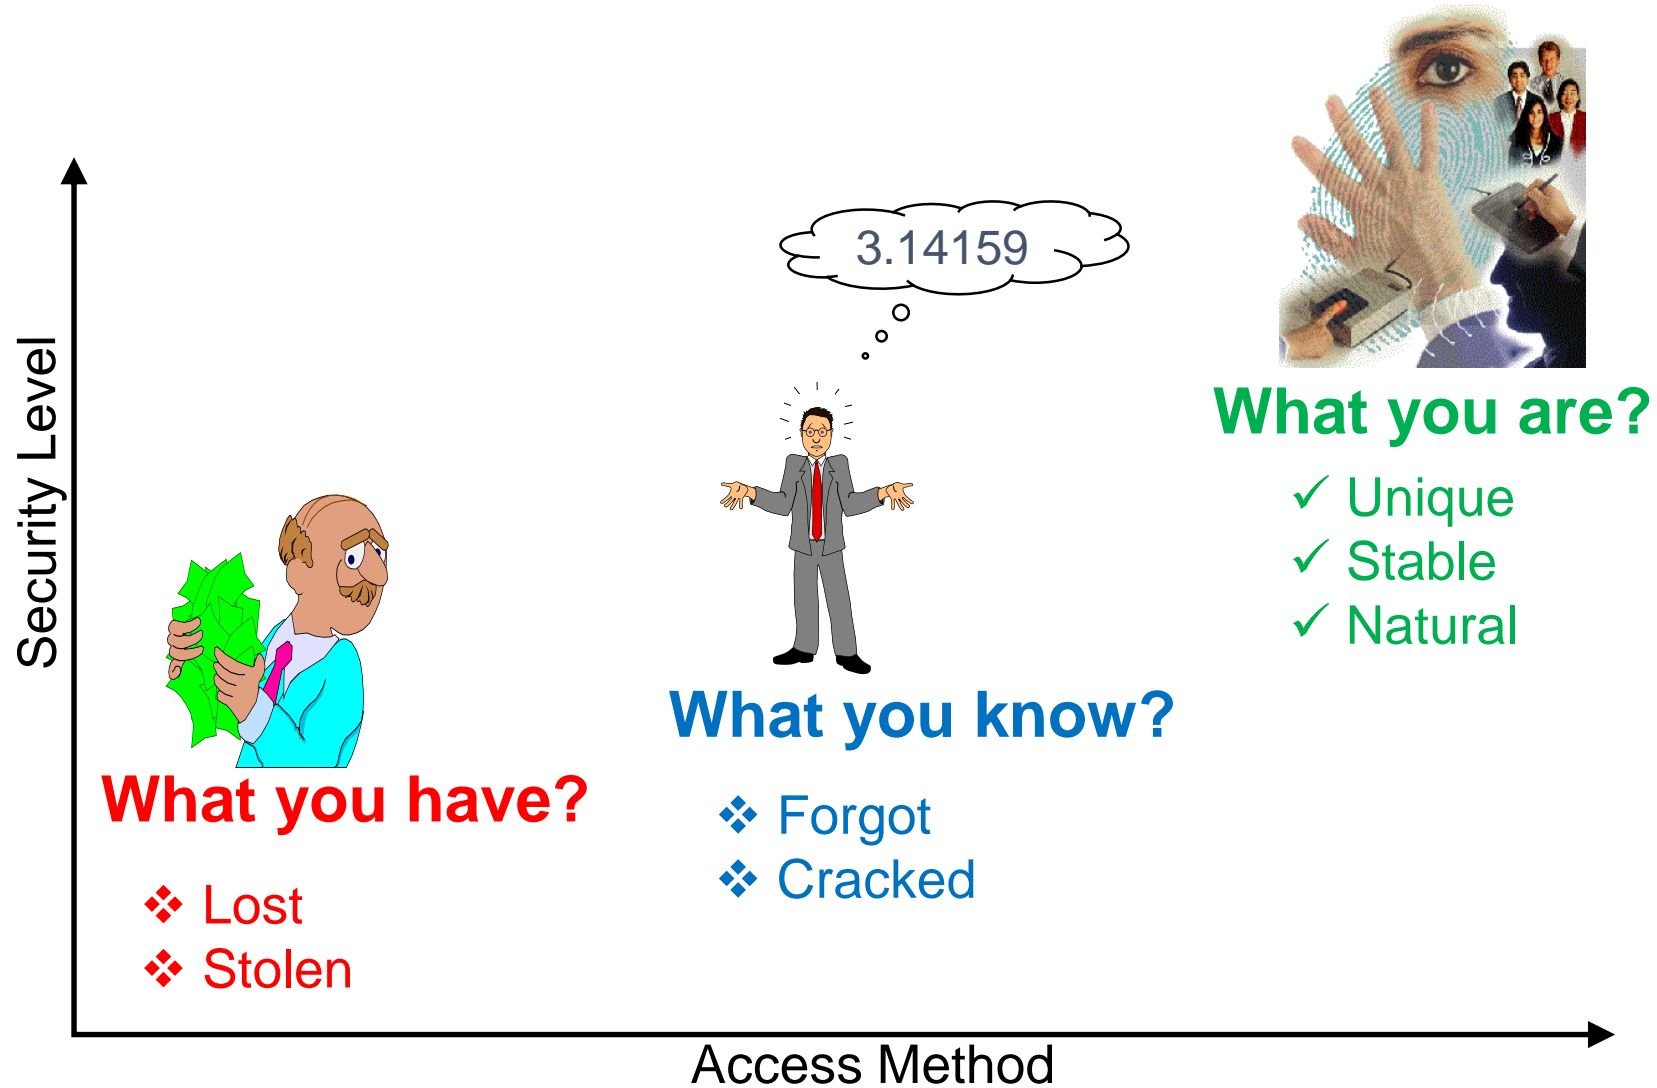 3.14159
What you are?
Unique
Stable
Natural
What you know?
Forgot
Cracked
What you have?
Lost
Stolen
Security Level
Access Method